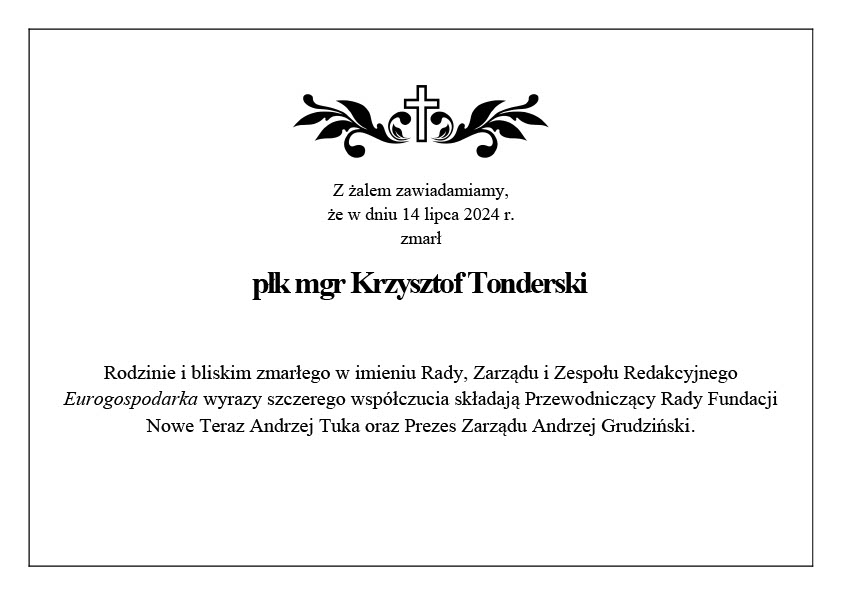 Z żalem zawiadamiamy,
że w dniu 14 lipca 2024 r.
zmarł
płk mgr Krzysztof Tonderski
Rodzinie i bliskim zmarłego w imieniu Rady, Zarządu i Zespołu Redakcyjnego
Eurogospodarka wyrazy szczerego współczucia składają Przewodniczący Rady Fundacji
Nowe Teraz Andrzej Tuka oraz Prezes Zarządu Andrzej Grudziński.